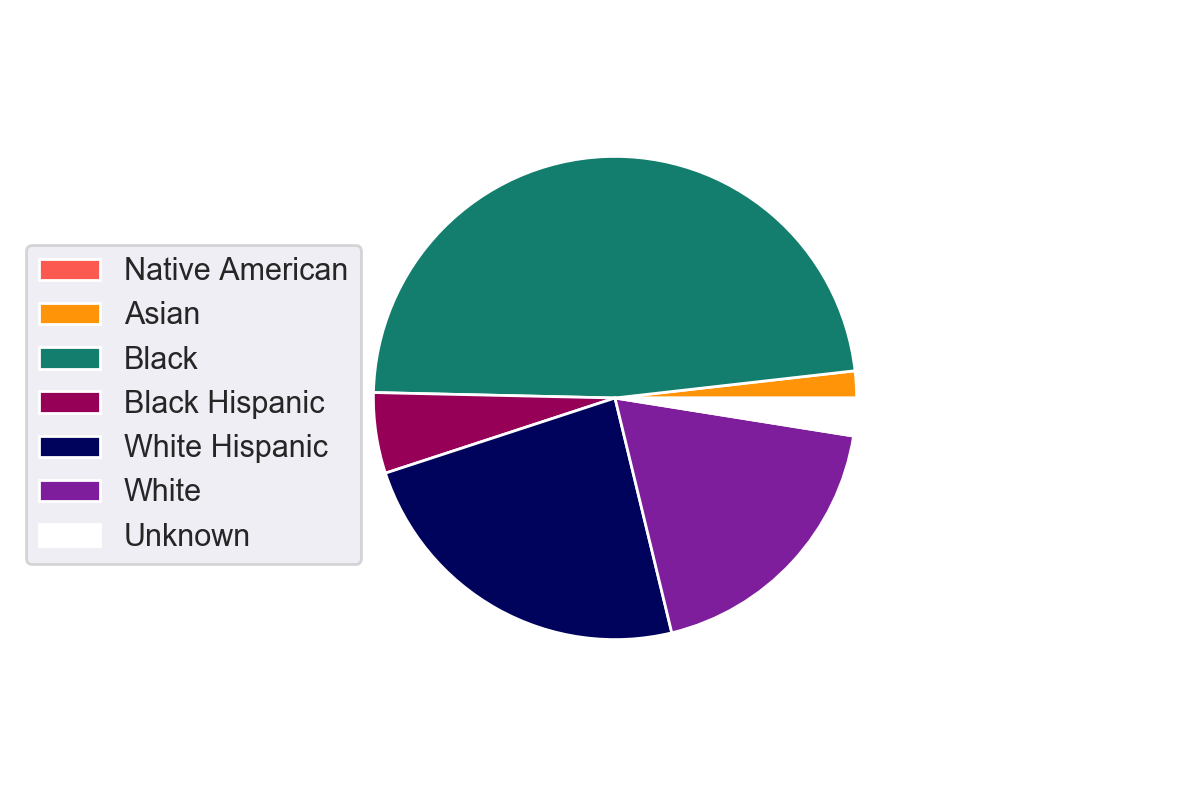 Native American
Asian
Black
Black Hispanic
White Hispanic
White
Unknown